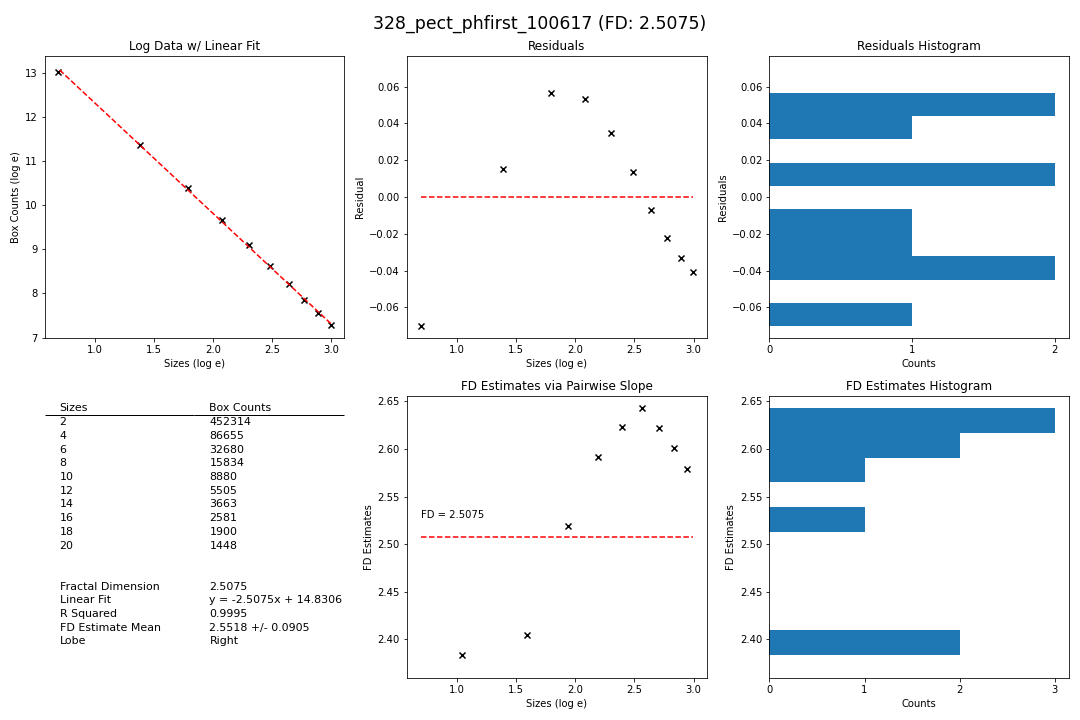 328_pect_phfirst_100617 (FD: 2.5075)
Log Data w/ Linear Fit
13
12
11
10
9
8
7
Box Counts (log e)
1.0 1.5 2.0 2.5 3.0
Sizes (log e)
Residuals
0.06
0.04
0.02
0.00
−0.02
−0.04
−0.06
Residual
1.0 1.5 2.0 2.5 3.0
Sizes (log e)
Residuals Histogram
0.06
0.04
0.02
0.00
−0.02
−0.04
−0.06
Residuals
0 1 2
Counts
Sizes Box Counts
2 452314
4 86655
6 32680
8 15834
10 8880
12 5505
14 3663
16 2581
18 1900
20 1448
Fractal Dimension 2.5075
Linear Fit y = -2.5075x + 14.8306
R Squared 0.9995
FD Estimate Mean 2.5518 +/- 0.0905
Lobe Right
FD Estimates via Pairwise Slope
2.65
2.60
2.55
2.50
2.45
2.40
FD Estimates
FD = 2.5075
1.0 1.5 2.0 2.5 3.0
Sizes (log e)
FD Estimates Histogram
2.65
2.60
2.55
2.50
2.45
2.40
FD Estimates
0 1 2 3
Counts